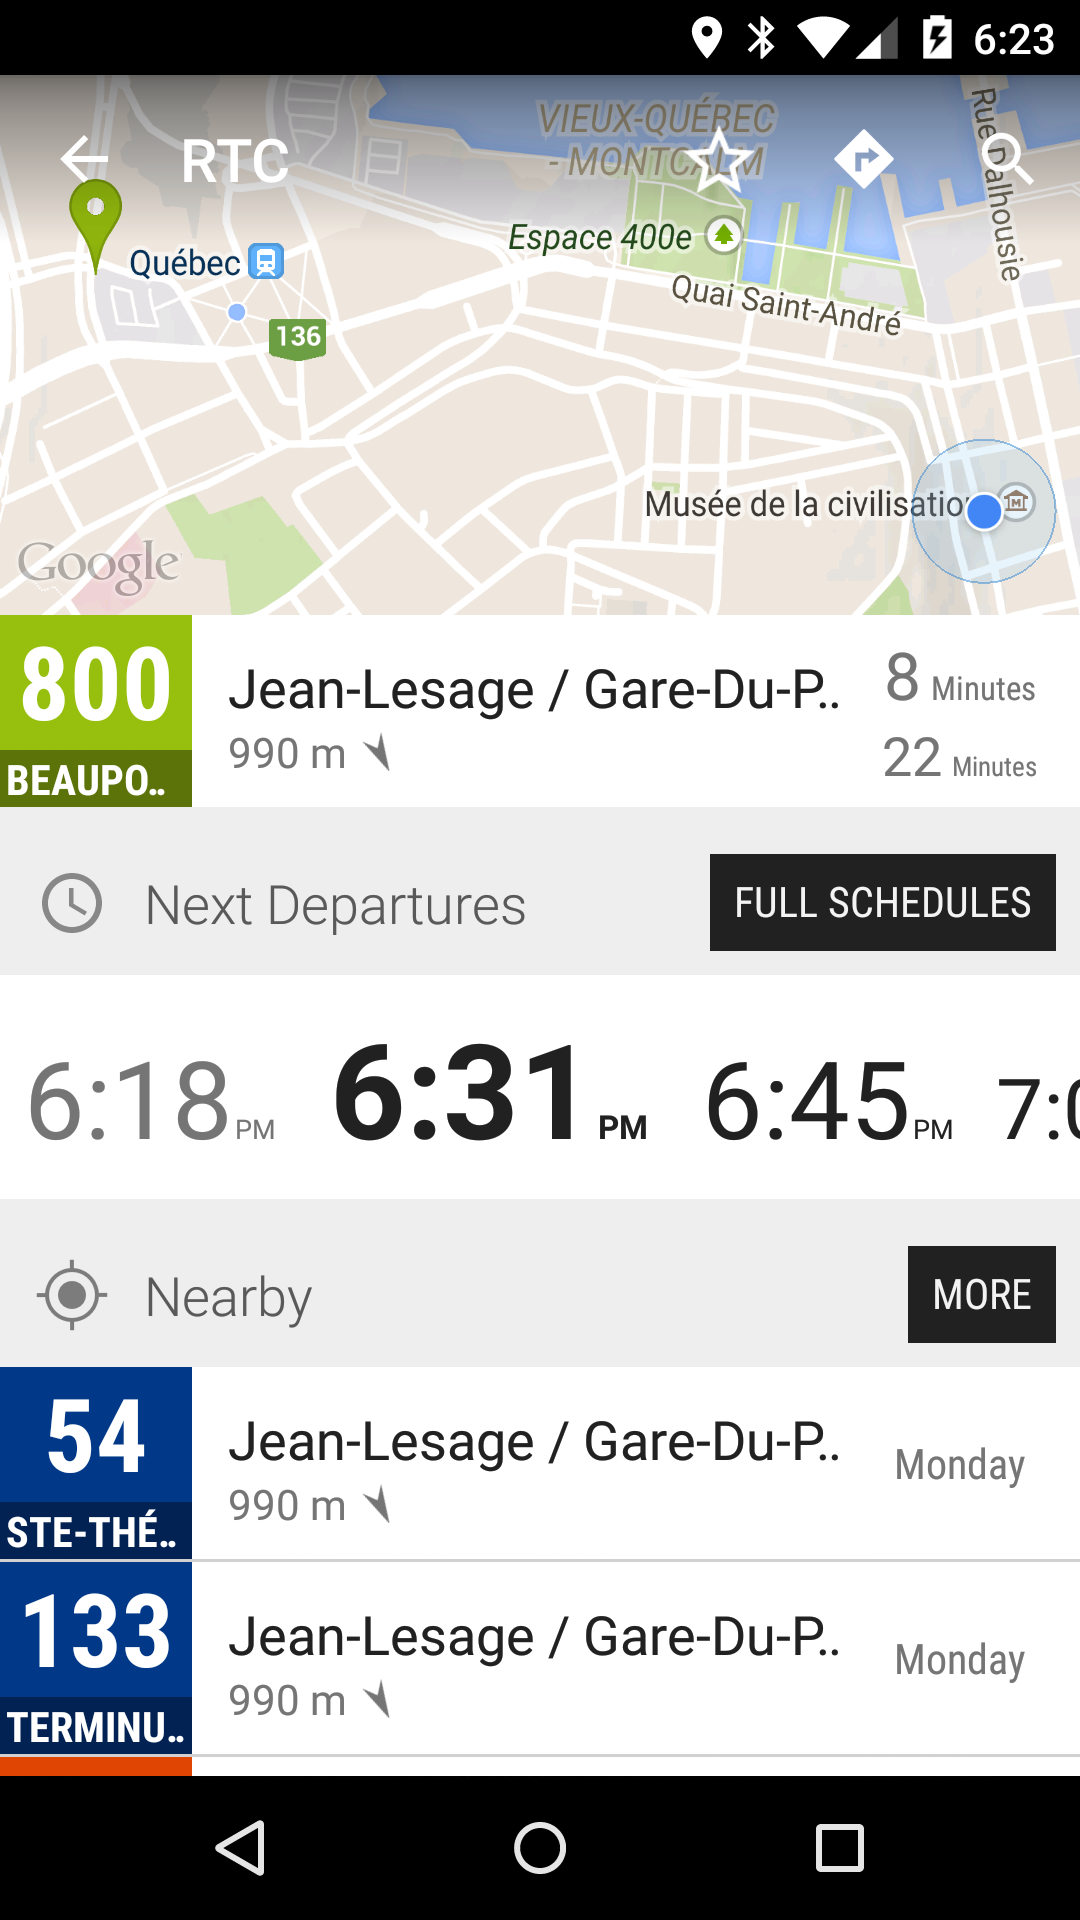 6:23
RTC
VIEUX-QUÉBEC
- MONTCALM
Rue Dalhousie
Espace 400e
Québec
Quai Saint-André
136
Musée de la civilisation
Google
800
BEAUPO..
Jean-Lesage / Gare-Du-P..
990 m
8 Minutes
22 Minutes
Next Departures
FULL SCHEDULES
6:18 PM
6:31 PM
6:45 PM
7:0
Nearby
MORE
54
STE-THÉ..
Jean-Lesage / Gare-Du-P..
990 m
Monday
133
TERMINU..
Jean-Lesage / Gare-Du-P..
990 m
Monday